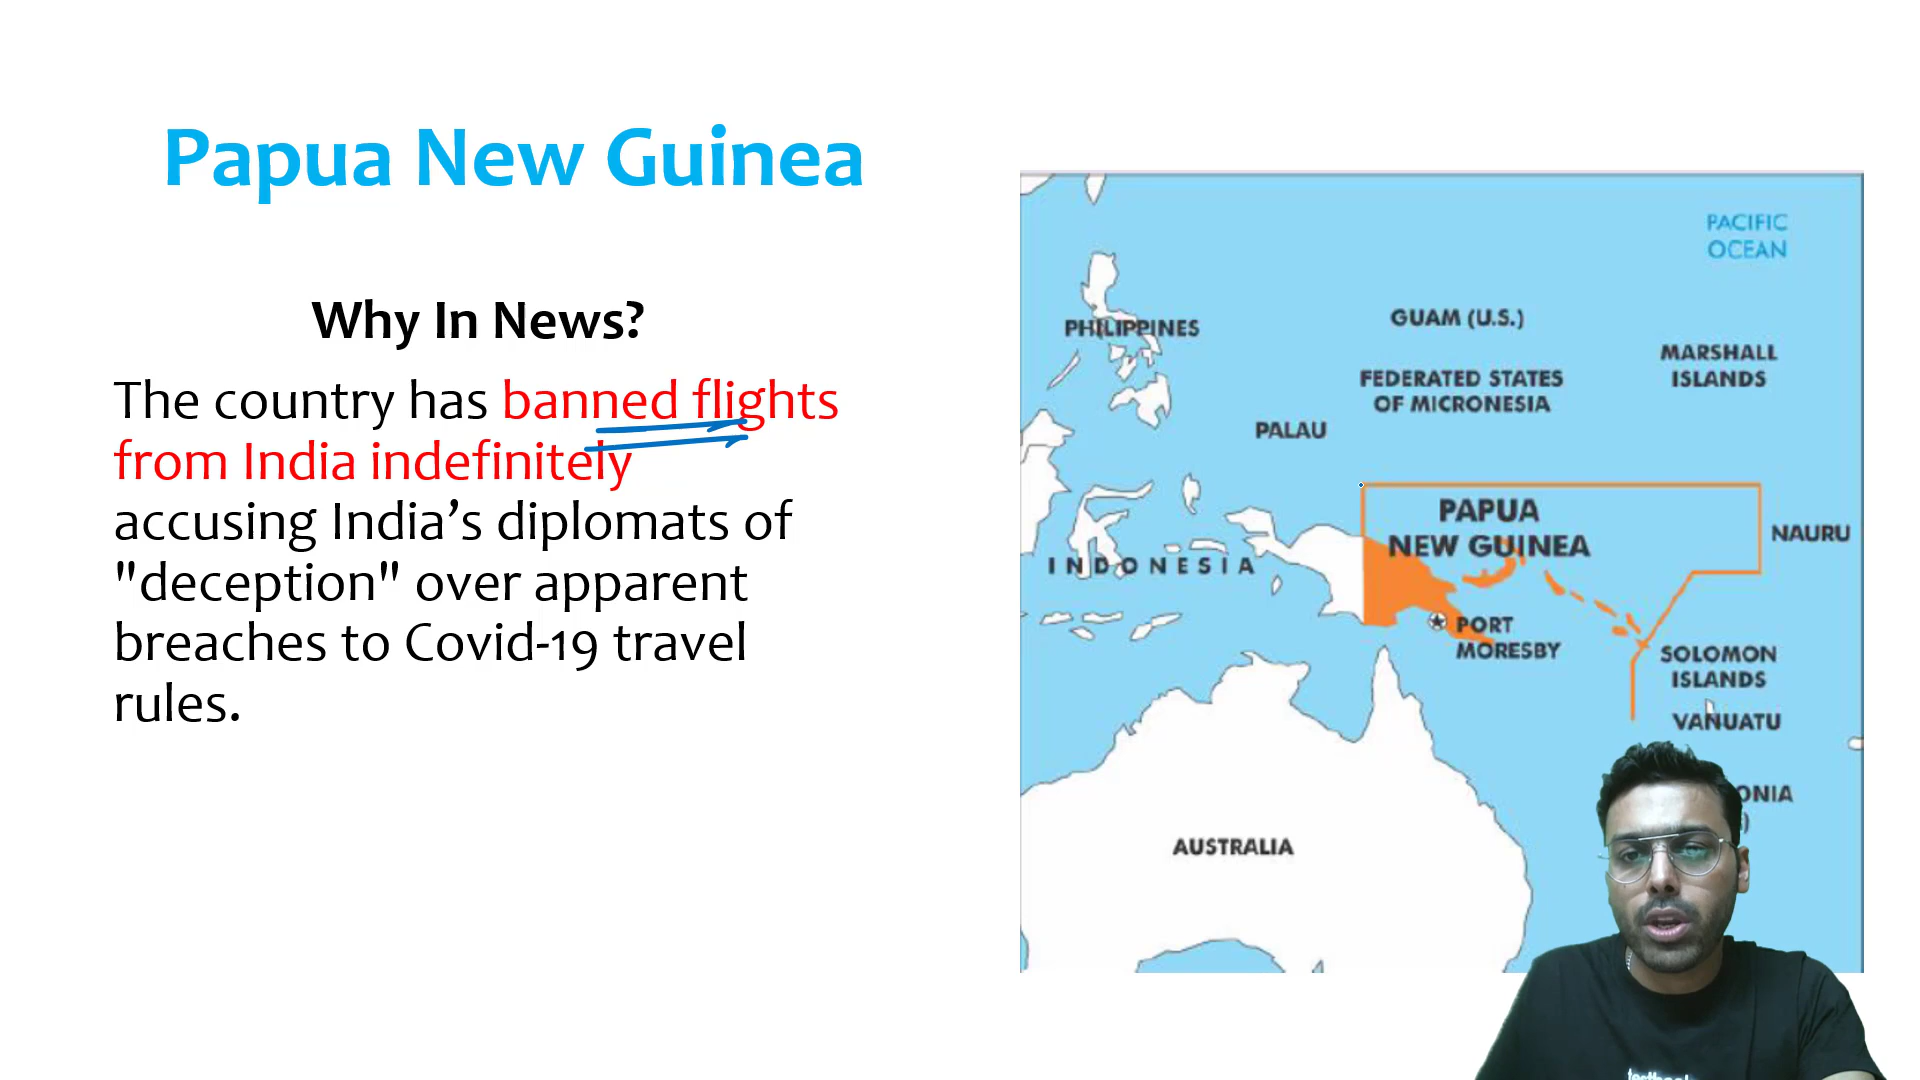 Papua New Guinea
Why In News?
The country has banned flights
from India indefinitely
accusing India’s diplomats of
"deception" over apparent
breaches to Covid-19 travel
rules.
PACIFIC
OCEAN
GUAM (U.S.)
PHILIPPINES
MARSHALL
ISLANDS
FEDERATED STATES
OF MICRONESIA
PALAU
PAPUA
NEW GUINEA
NAURU
INDONESIA
PORT
MORESBY
SOLOMON
ISLANDS
VANUATU
AUSTRALIA